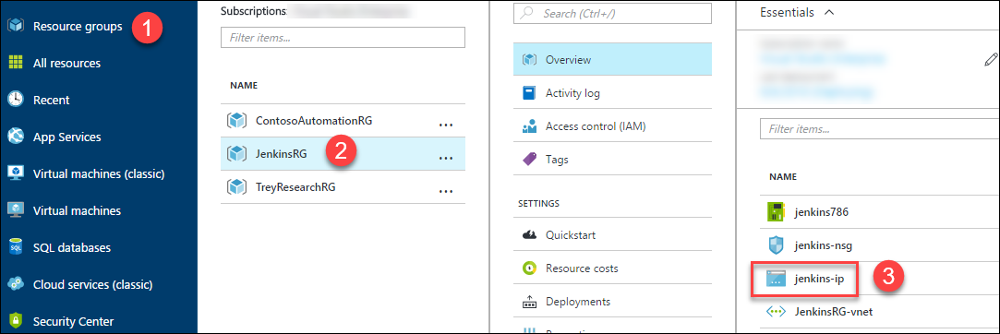 Resource groups
1
All resources
Recent
App Services
Virtual machines (classic)
Virtual machines
SQL databases
Cloud services (classic)
Security Center
Subscriptions:
Filter items...
NAME
ContosoAutomationRG ...
JenkinsRG ...
2
TreyResearchRG ...
Search (Ctrl+/)
Overview
Activity log
Access control (IAM)
Tags
SETTINGS
Quickstart
Resource costs
Deployments
Essentials
Filter items...
NAME
jenkins786
jenkins-nsg
jenkins-ip
3
JenkinsRG-vnet